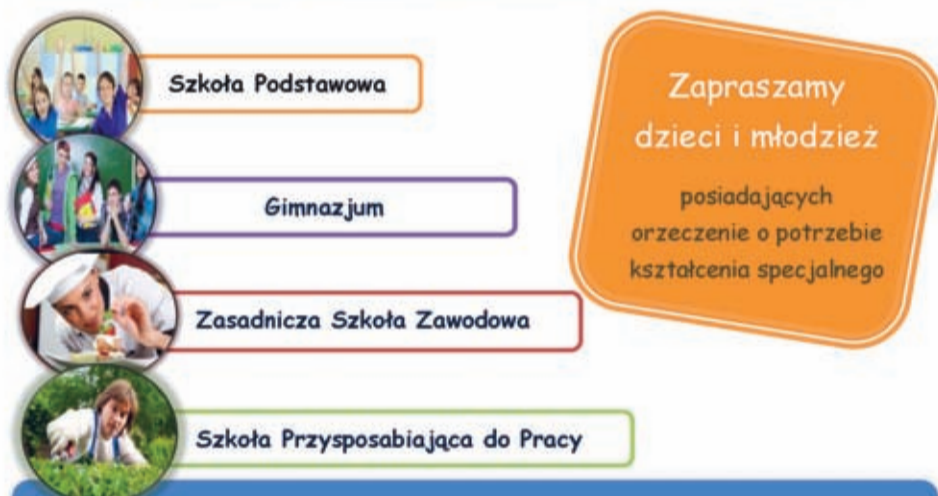 Szkoła Podstawowa
Gimnazjum
Zasadnicza Szkoła Zawodowa
Szkoła Przysposabiająca do Pracy
Zapraszamy
dzieci i młodzież
posiadających
orzeczenie o potrzebie
kształcenia specjalnego